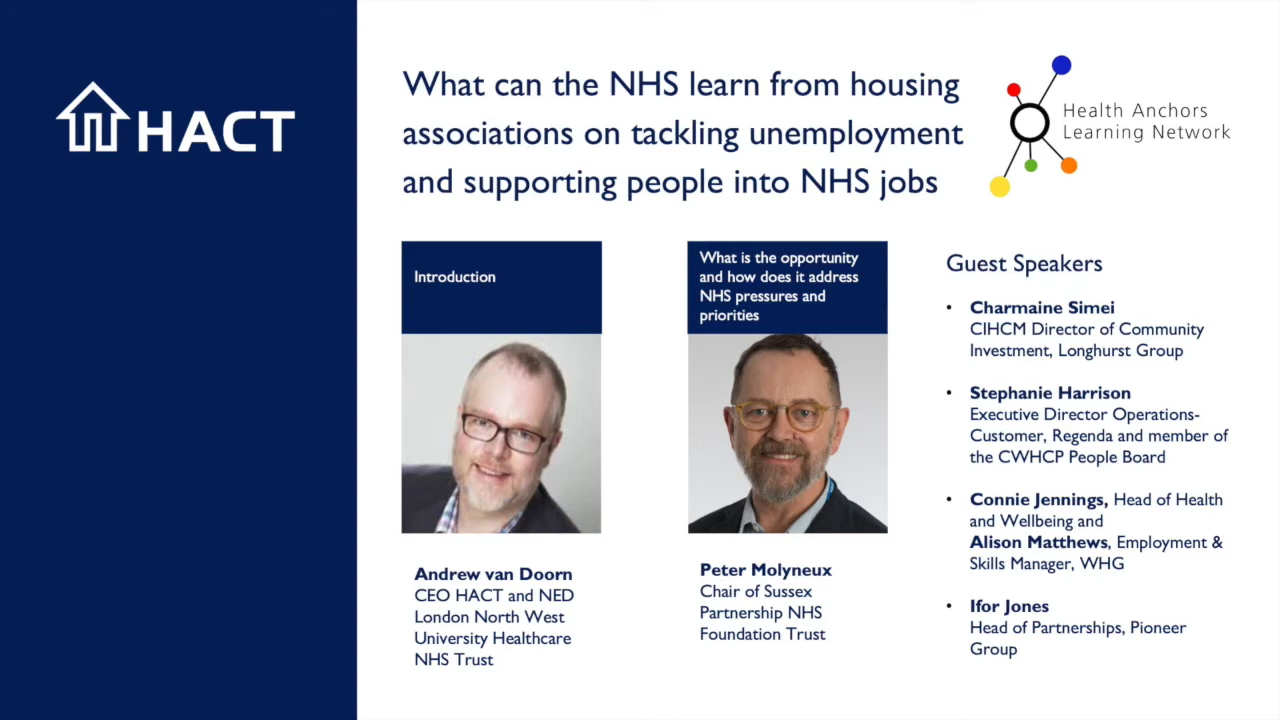 HACT
What can the NHS learn from housing
associations on tackling unemployment
and supporting people into NHS jobs
Health Anchors
Learning Network
Introduction
Andrew van Doorn
CEO HACT and NED
London North West
University Healthcare
NHS Trust
What is the opportunity
and how does it address
NHS pressures and
priorities
Peter Molyneux
Chair of Sussex
Partnership NHS
Foundation Trust
Guest Speakers
• Charmaine Simei
CIHCM Director of Community
Investment, Longhurst Group
• Stephanie Harrison
Executive Director Operations-
Customer, Regenda and member of
the CWHCP People Board
• Connie Jennings, Head of Health
and Wellbeing and
Alison Matthews, Employment &
Skills Manager, WHG
• Ifor Jones
Head of Partnerships, Pioneer
Group